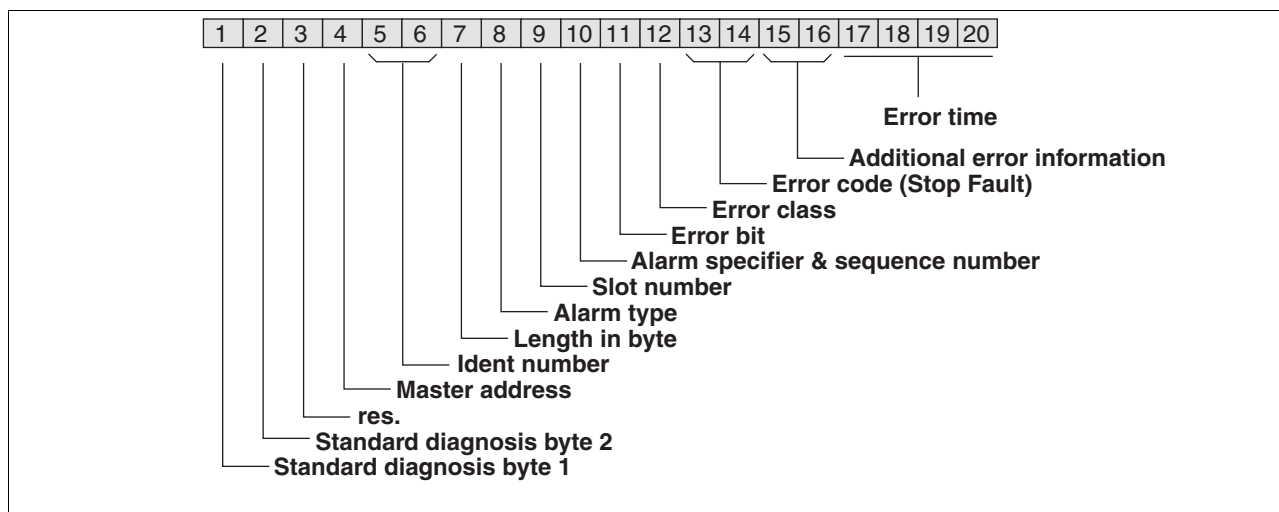 1 2 3 4 5 6 7 8 9 10 11 12 13 14 15 16 17 18 19 20
Error time
Additional error information
Error code (Stop Fault)
Error class
Error bit
Alarm specifier & sequence number
Slot number
Alarm type
Length in byte
Ident number
Master address
res.
Standard diagnosis byte 2
Standard diagnosis byte 1